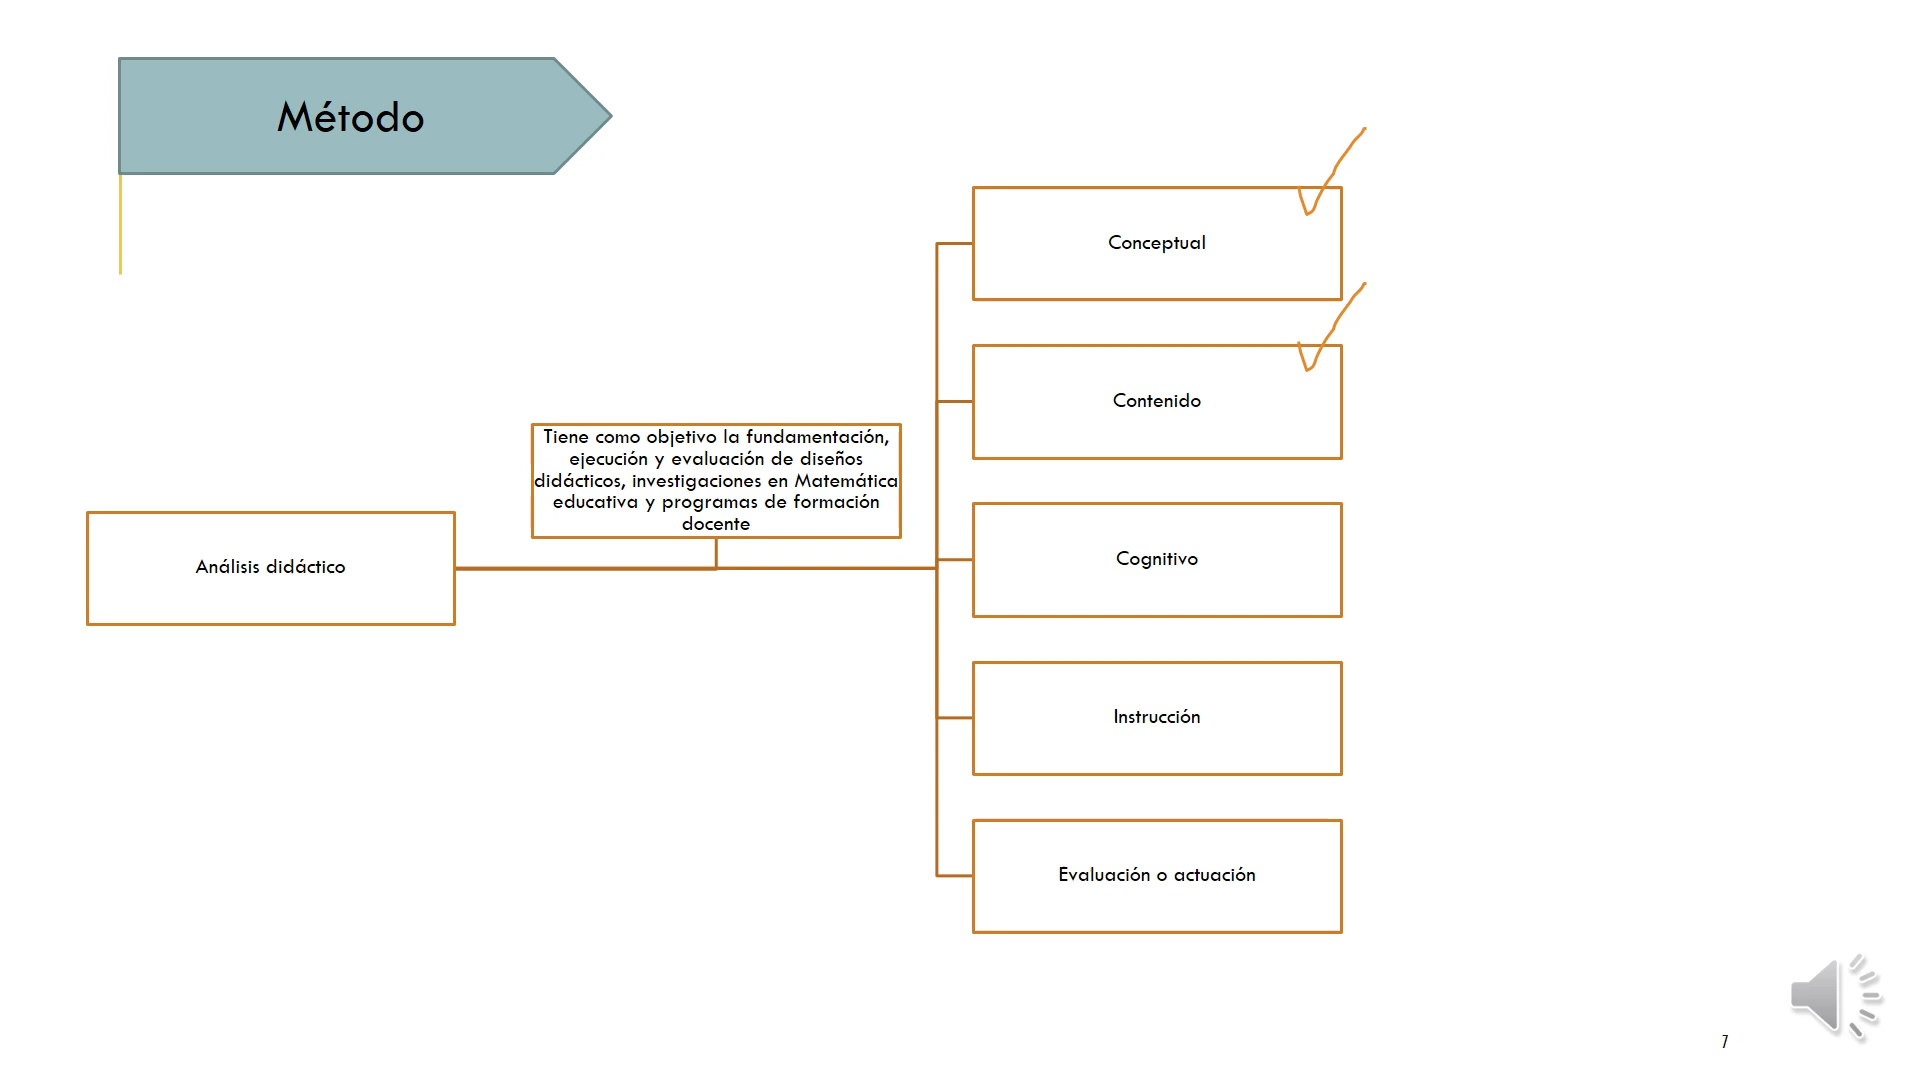 Método
Conceptual
Contenido
Tiene como objetivo la fundamentación,
ejecución y evaluación de diseños
didácticos, investigaciones en Matemática
educativa y programas de formación
docente
Análisis didáctico
Cognitivo
Instrucción
Evaluación o actuación
7